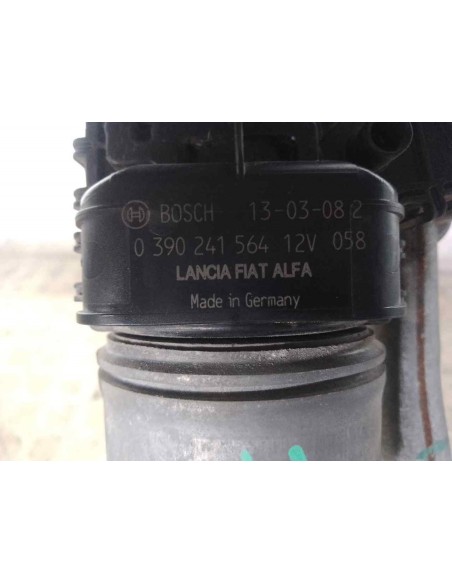 BOSCH 13-03-08 2
0 390 241 564 12V 058
LANCIA FIAT ALFA
Made in Germany